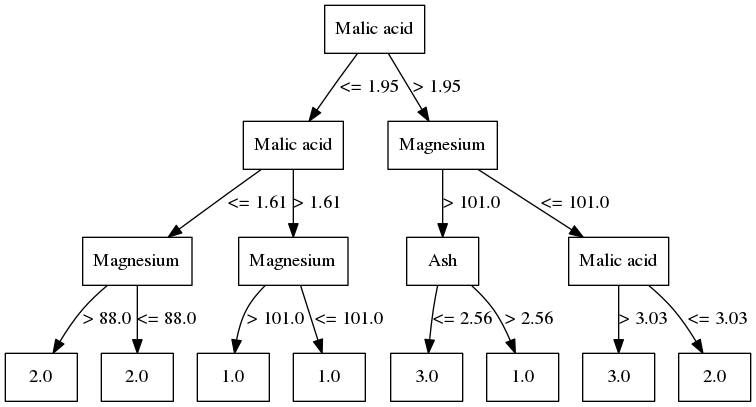 Malic acid
<= 1.95 > 1.95
Malic acid Magnesium
<= 1.61 > 1.61 > 101.0 <= 101.0
Magnesium Magnesium Ash Malic acid
> 88.0 <= 88.0 > 101.0 <= 101.0 <= 2.56 > 2.56 > 3.03 <= 3.03
2.0 2.0 1.0 1.0 3.0 1.0 3.0 2.0